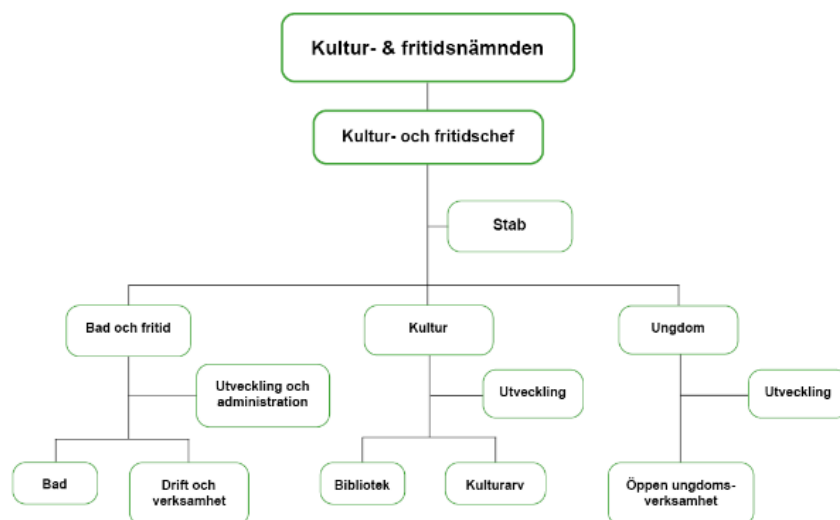 Kultur- & fritidsnämnden
Kultur- och fritidschef
Stab
Bad och fritid
Kultur
Ungdom
Utveckling och
administration
Utveckling
Utveckling
Bad
Drift och
verksamhet
Bibliotek
Kulturarv
Öppen ungdoms-
verksamhet